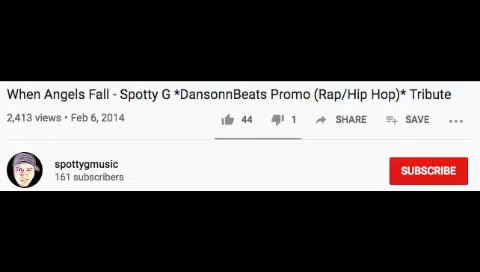 When Angels Fall - Spotty G *DansonnBeats Promo (Rap/Hip Hop)* Tribute
2,413 views • Feb 6, 2014 44 1 SHARE SAVE
spottygmusic
161 subscribers
SUBSCRIBE